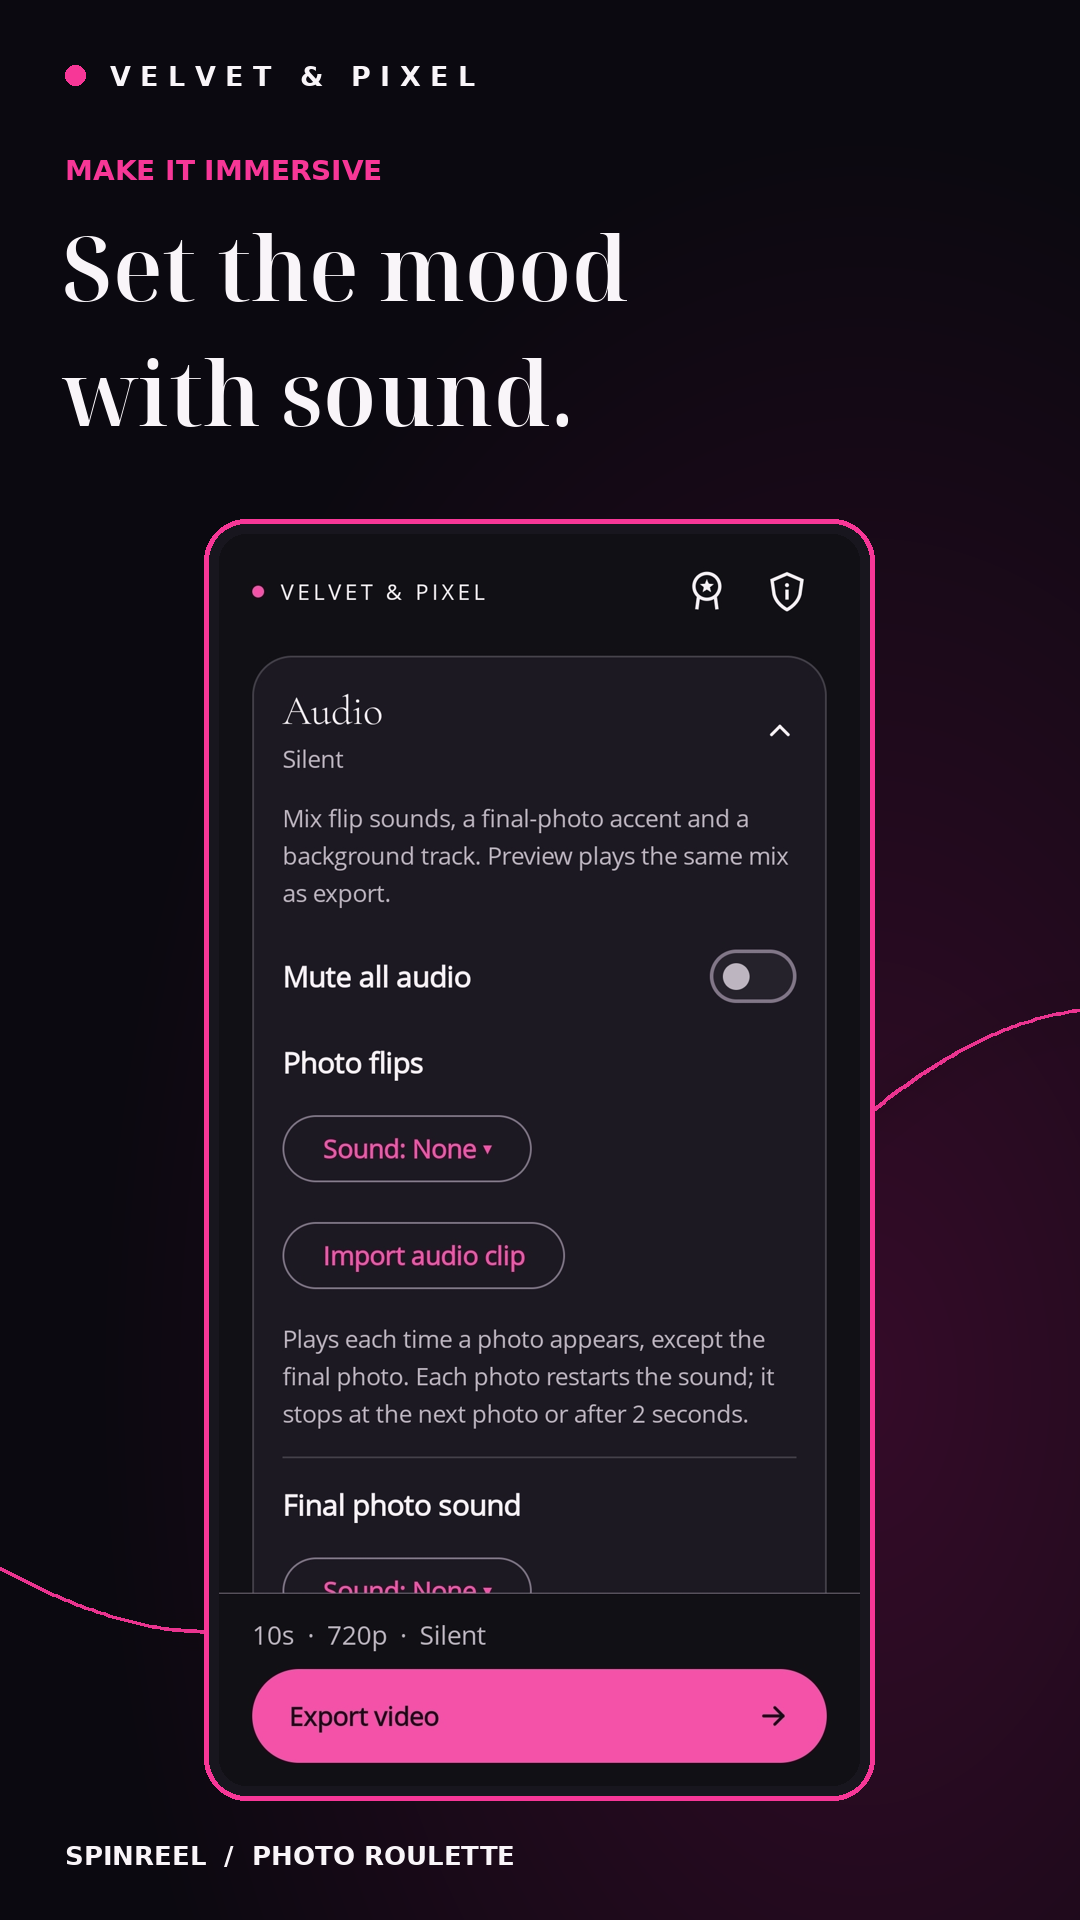 VELVET & PIXEL
MAKE IT IMMERSIVE
Set the mood
with sound.
VELVET & PIXEL
Audio
Silent
Mix flip sounds, a final-photo accent and a
background track. Preview plays the same mix
as export.
Mute all audio
Photo flips
Sound: None ▾
Import audio clip
Plays each time a photo appears, except the
final photo. Each photo restarts the sound; it
stops at the next photo or after 2 seconds.
Final photo sound
Sound: None ▾
10s · 720p · Silent
Export video →
SPINREEL / PHOTO ROULETTE